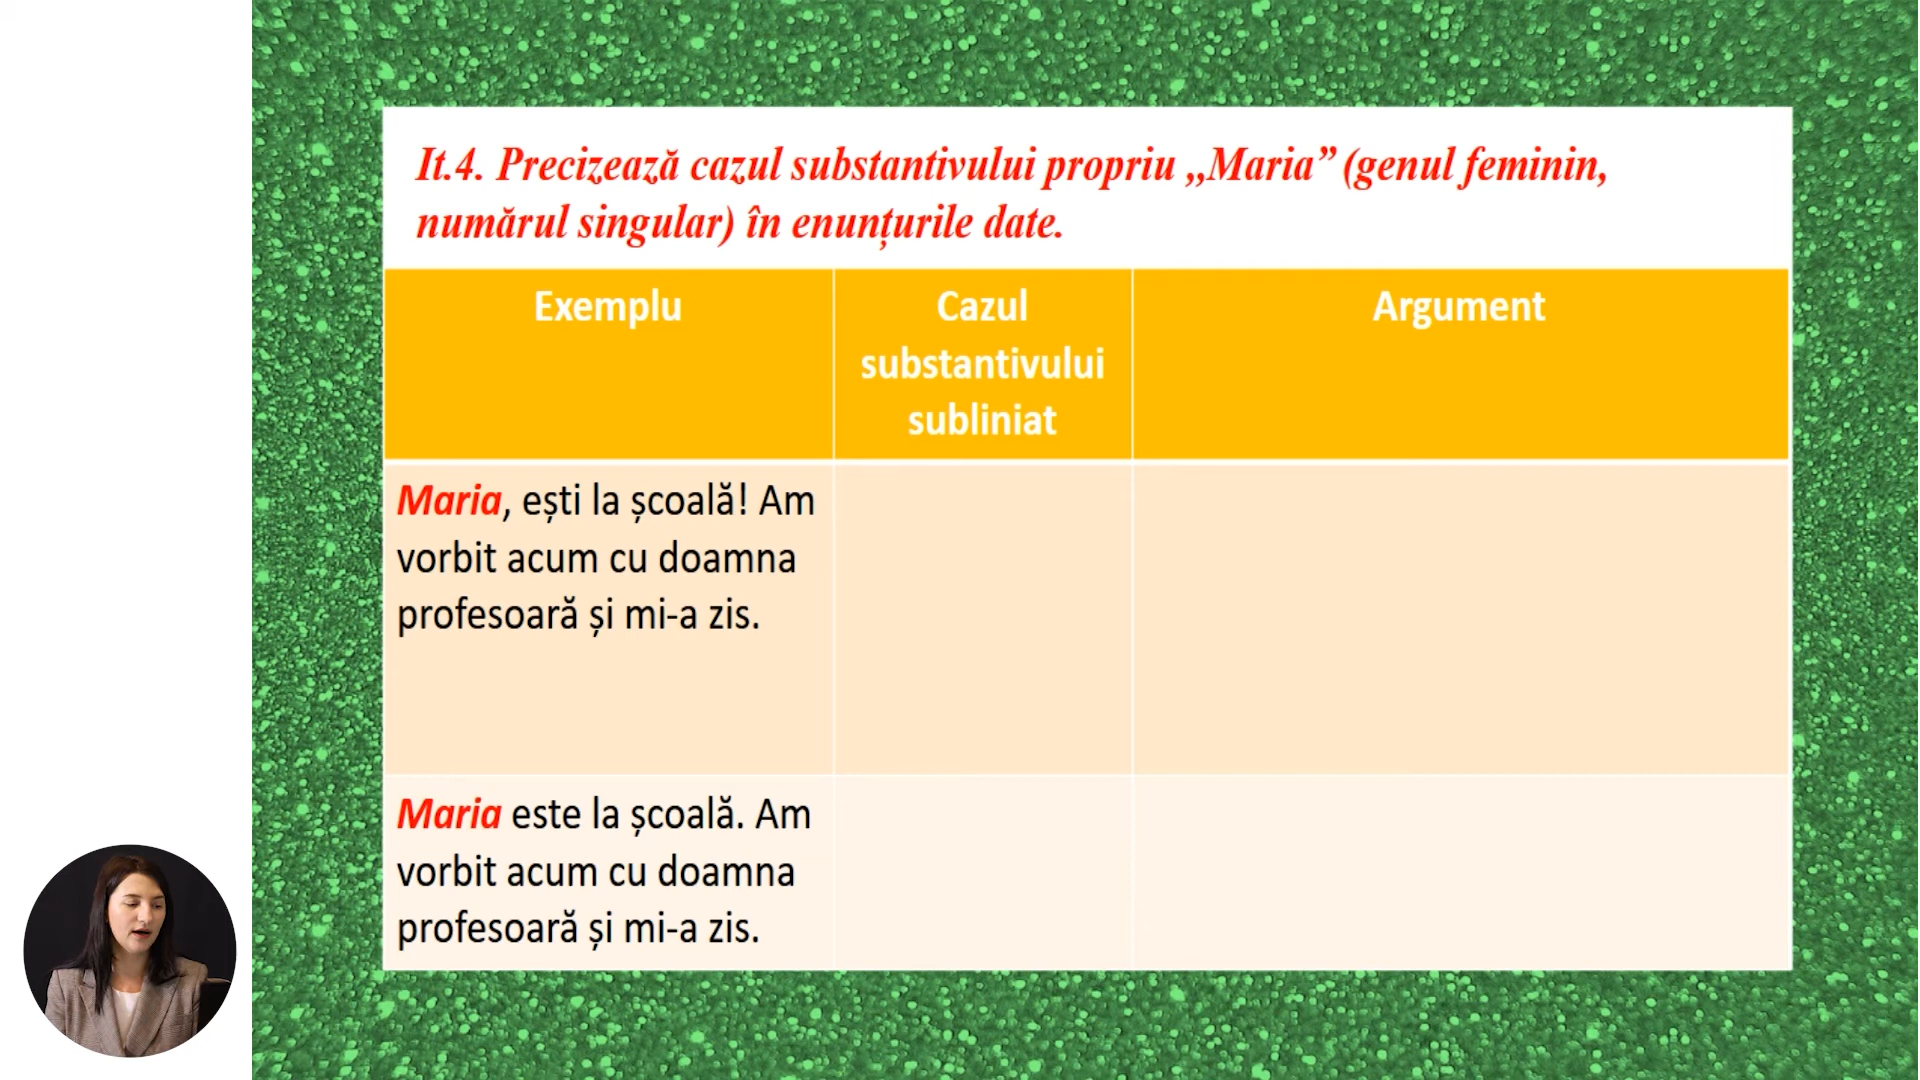 It.4. Precizează cazul substantivului propriu ,,Maria” (genul feminin,
numărul singular) în enunțurile date.
Exemplu
Cazul
substantivului
subliniat
Argument
Maria, ești la școală! Am
vorbit acum cu doamna
profesoară și mi-a zis.
Maria este la școală. Am
vorbit acum cu doamna
profesoară și mi-a zis.